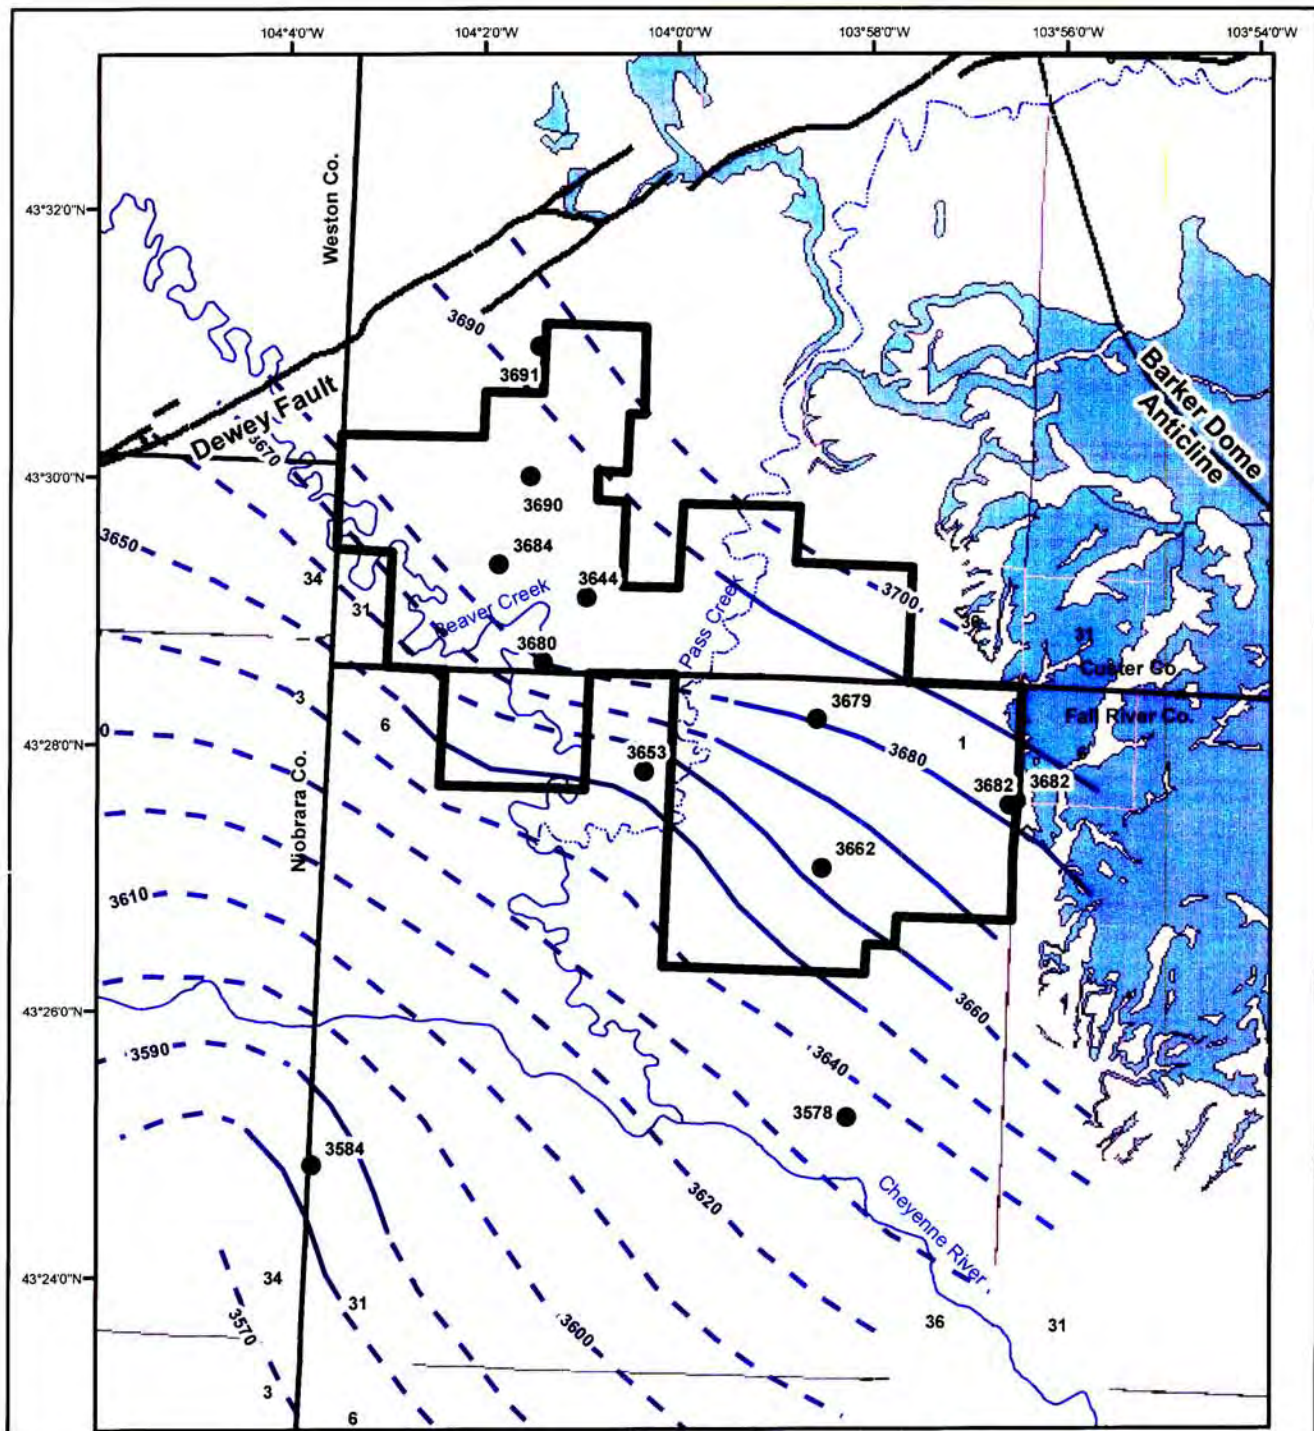 104°4'0"W
104°2'0"W
104°0'0"W
103°58'0"W
103°56'0"W
103°54'0"W
43°32'0"N
43°30'0"N
43°28'0"N
43°26'0"N
43°24'0"N
Weston Co.
3690
3691
Dewey Fault
3670
Barker Dome
Anticline
3690
3650
3684
34
31
3644
Beaver Creek
Pass Creek
3700
36
31
3680
Custer Co
Fall River Co.
3
6
0
3679
3680
1
6
Niobrara Co.
3653
3682
3682
3662
3610
3660
3590
3640
3584
3578
3620
Cheyenne River
34
31
3570
3600
36
31
3
6